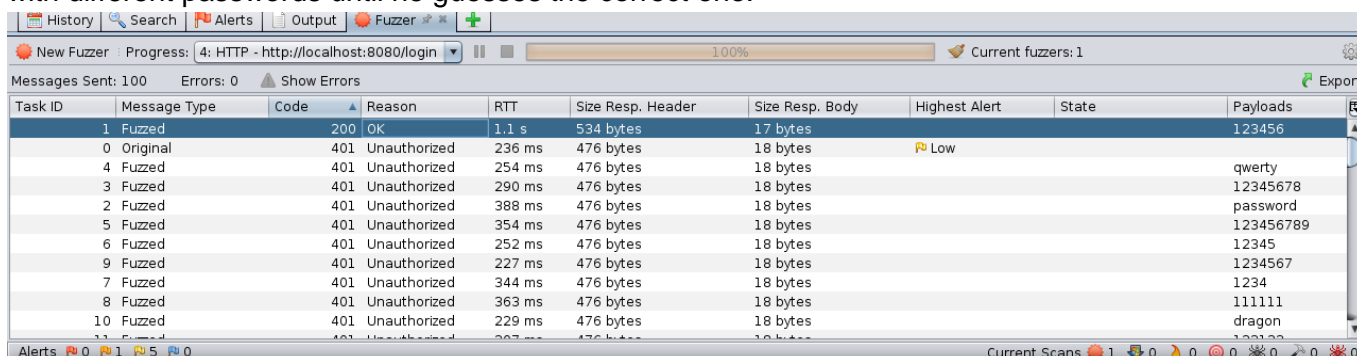 with different passwords until he guesses the correct one.
History Search Alerts Output Fuzzer
New Fuzzer Progress: 4: HTTP - http://localhost:8080/login 100% Current fuzzers: 1
Messages Sent: 100 Errors: 0 Show Errors Export
Task ID Message Type Code Reason RTT Size Resp. Header Size Resp. Body Highest Alert State Payloads
1 Fuzzed 200 OK 1.1 s 534 bytes 17 bytes 123456
0 Original 401 Unauthorized 236 ms 476 bytes 18 bytes Low
4 Fuzzed 401 Unauthorized 254 ms 476 bytes 18 bytes qwerty
3 Fuzzed 401 Unauthorized 290 ms 476 bytes 18 bytes 12345678
2 Fuzzed 401 Unauthorized 388 ms 476 bytes 18 bytes password
5 Fuzzed 401 Unauthorized 354 ms 476 bytes 18 bytes 123456789
6 Fuzzed 401 Unauthorized 252 ms 476 bytes 18 bytes 12345
9 Fuzzed 401 Unauthorized 227 ms 476 bytes 18 bytes 1234567
7 Fuzzed 401 Unauthorized 344 ms 476 bytes 18 bytes 1234
8 Fuzzed 401 Unauthorized 363 ms 476 bytes 18 bytes 111111
10 Fuzzed 401 Unauthorized 229 ms 476 bytes 18 bytes dragon
Alerts 0 1 5 0 Current Scans 1 0 0 0 0 0 0